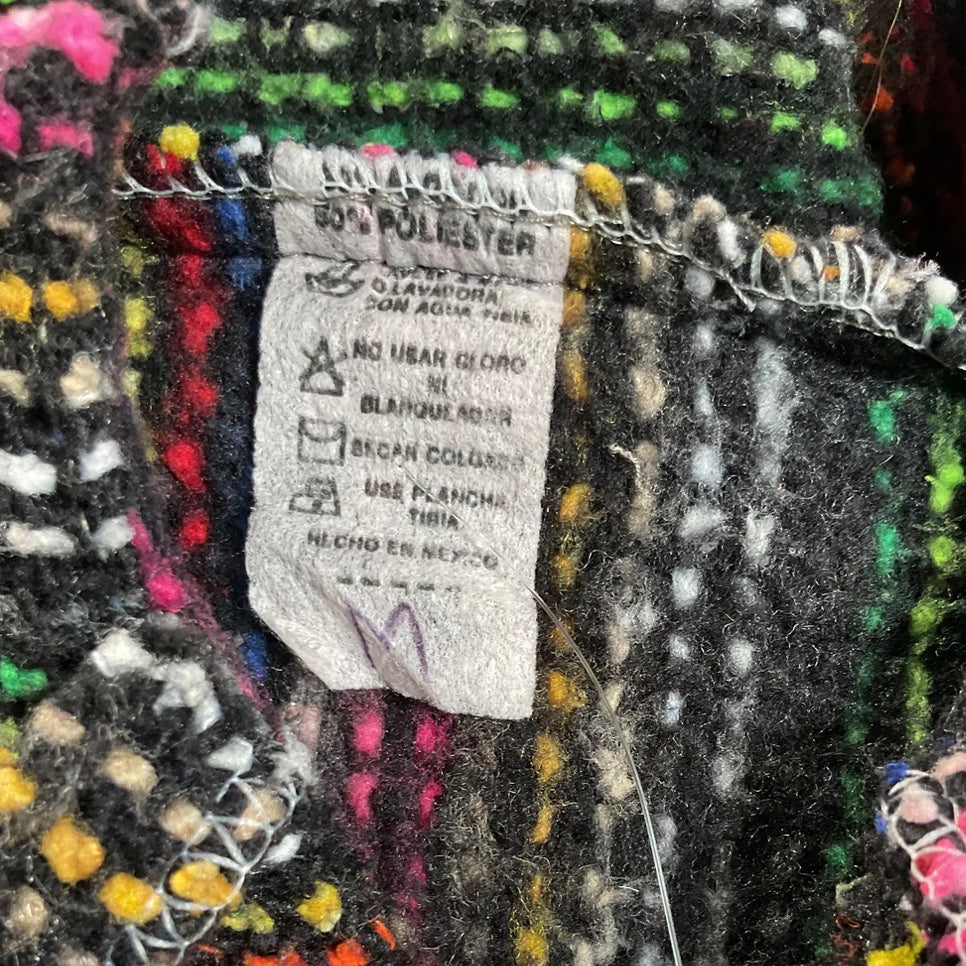 50% POLIESTER
O LAVADORA
CON AGUA TIBIA
NO USAR CLORO
NI
BLANQUEADOR
SECAR COLGADO
USE PLANCHA
TIBIA
HECHO EN MEXICO
M